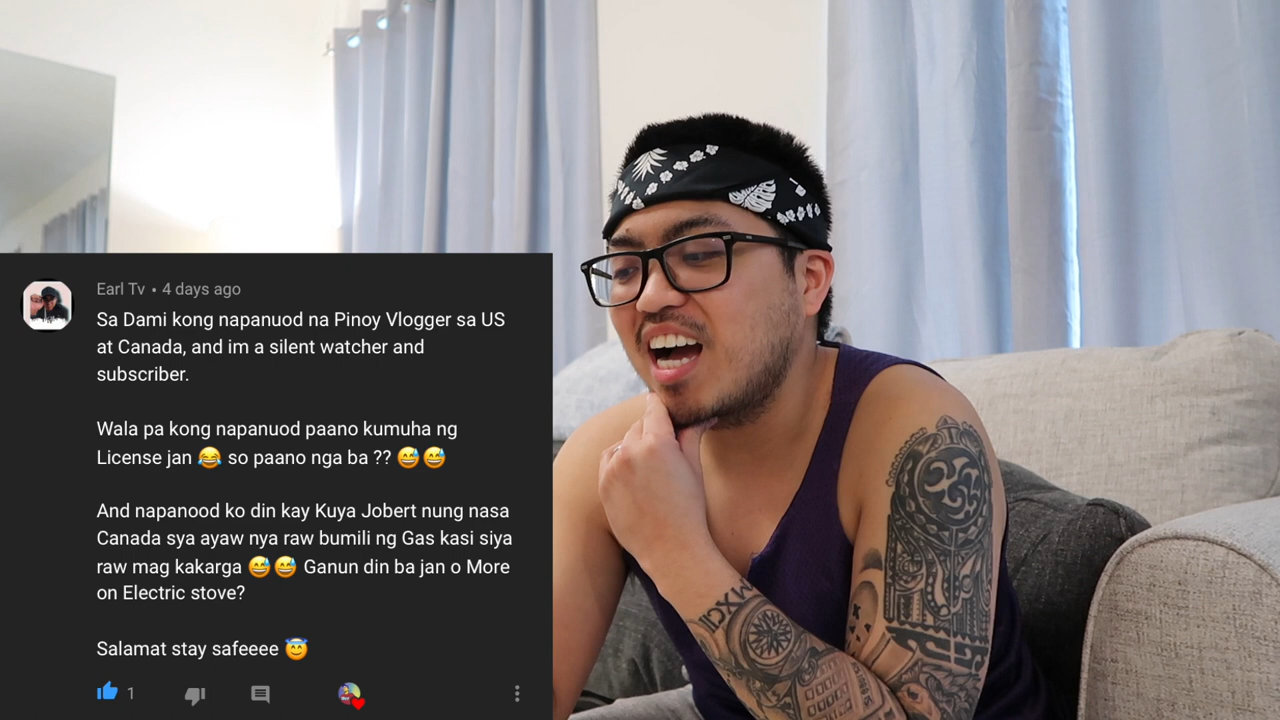 Earl Tv • 4 days ago
Sa Dami kong napanuod na Pinoy Vlogger sa US
at Canada, and im a silent watcher and
subscriber.
Wala pa kong napanuod paano kumuha ng
License jan 😂 so paano nga ba ?? 😅😅
And napanood ko din kay Kuya Jobert nung nasa
Canada sya ayaw nya raw bumili ng Gas kasi siya
raw mag kakarga 😅😅 Ganun din ba jan o More
on Electric stove?
Salamat stay safeeee 😇
1
MXCII